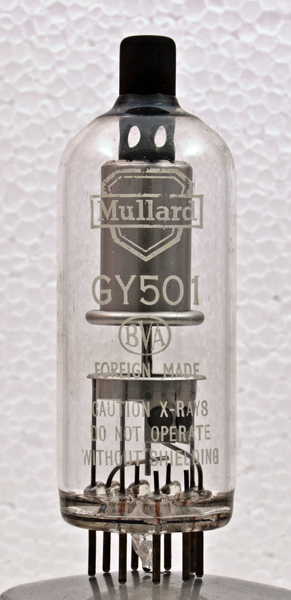 Mullard
GY501
BVA
FOREIGN MADE
CAUTION X-RAYS
DO NOT OPERATE
WITHOUT SHIELDING